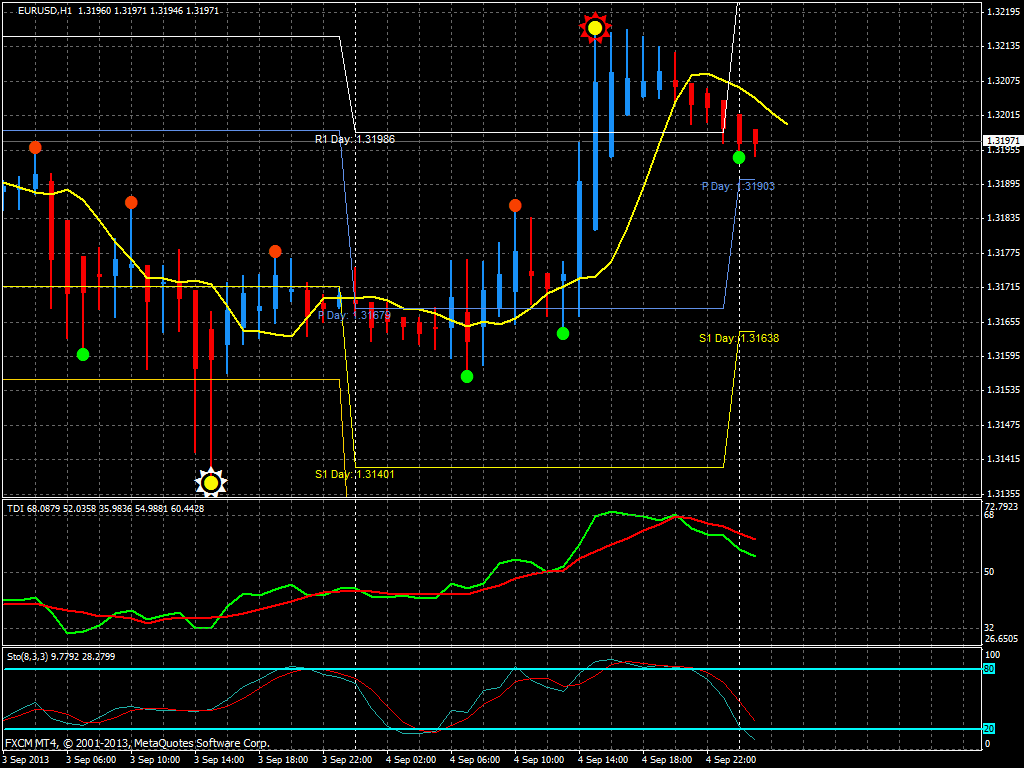 EURUSD,H1 1.31960 1.31971 1.31946 1.31971
1.32195
1.32135
1.32075
1.32015
1.31971
1.31955
1.31895
1.31835
1.31775
1.31715
1.31655
1.31595
1.31535
1.31475
1.31415
1.31355
R1 Day: 1.31986
P Day: 1.31903
P Day: 1.31679
S1 Day: 1.31638
S1 Day: 1.31401
TDI 68.0879 52.0358 35.9836 54.9881 60.4428
72.7923
68
50
32
26.6505
Sto(8,3,3) 9.7792 28.2799
100
80
20
0
FXCM MT4, © 2001-2013, MetaQuotes Software Corp.
3 Sep 2013 3 Sep 06:00 3 Sep 10:00 3 Sep 14:00 3 Sep 18:00 3 Sep 22:00 4 Sep 02:00 4 Sep 06:00 4 Sep 10:00 4 Sep 14:00 4 Sep 18:00 4 Sep 22:00